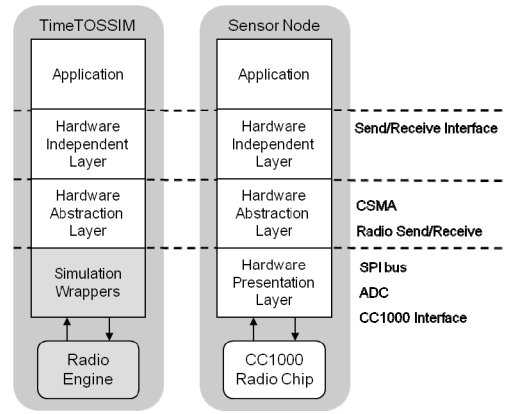 TimeTOSSIM
Sensor Node
Application
Application
Hardware
Independent
Layer
Hardware
Independent
Layer
Send/Receive Interface
Hardware
Abstraction
Layer
Hardware
Abstraction
Layer
CSMA
Radio Send/Receive
Simulation
Wrappers
Hardware
Presentation
Layer
SPI bus
ADC
CC1000 Interface
Radio
Engine
CC1000
Radio Chip